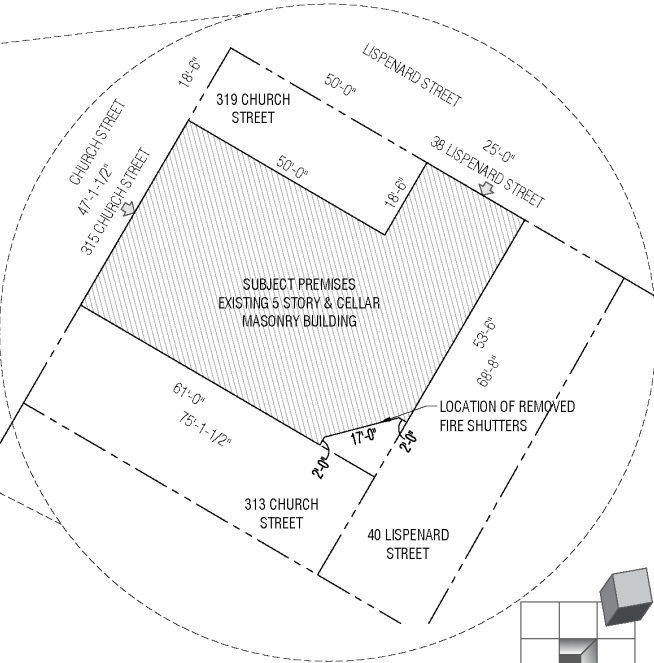 LISPENARD STREET
50'-0"
18'-6"
319 CHURCH
STREET
25'-0"
38 LISPENARD STREET
CHURCH STREET
47'-1-1/2"
315 CHURCH STREET
50'-0"
18'-6"
SUBJECT PREMISES
EXISTING 5 STORY & CELLAR
MASONRY BUILDING
53'-6"
68'-8"
61'-0"
75'-1-1/2"
LOCATION OF REMOVED
FIRE SHUTTERS
17'-0"
2'-0"
2'-0"
313 CHURCH
STREET
40 LISPENARD
STREET